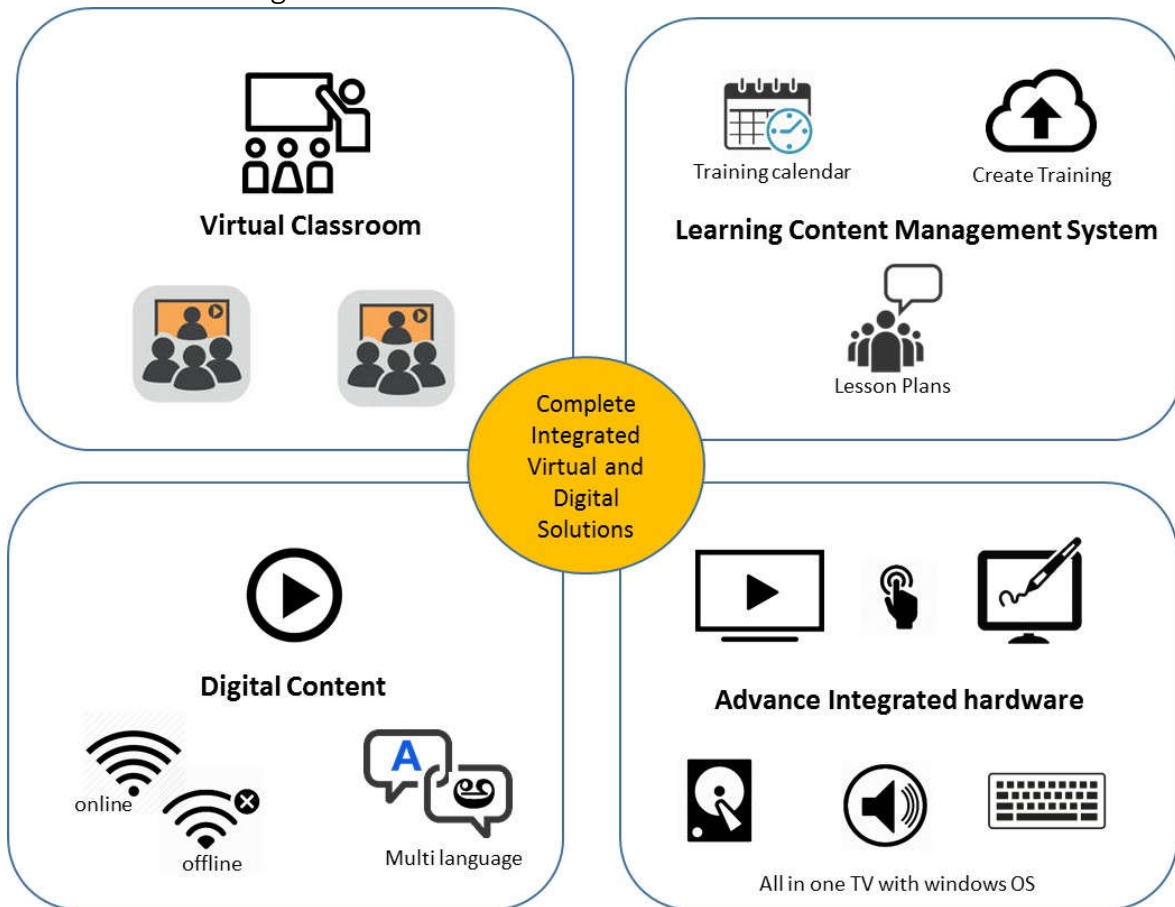 Virtual Classroom
Training calendar
Create Training
Learning Content Management System
Lesson Plans
Complete
Integrated
Virtual and
Digital
Solutions
Digital Content
online
offline
A
అ
Multi language
Advance Integrated hardware
All in one TV with windows OS